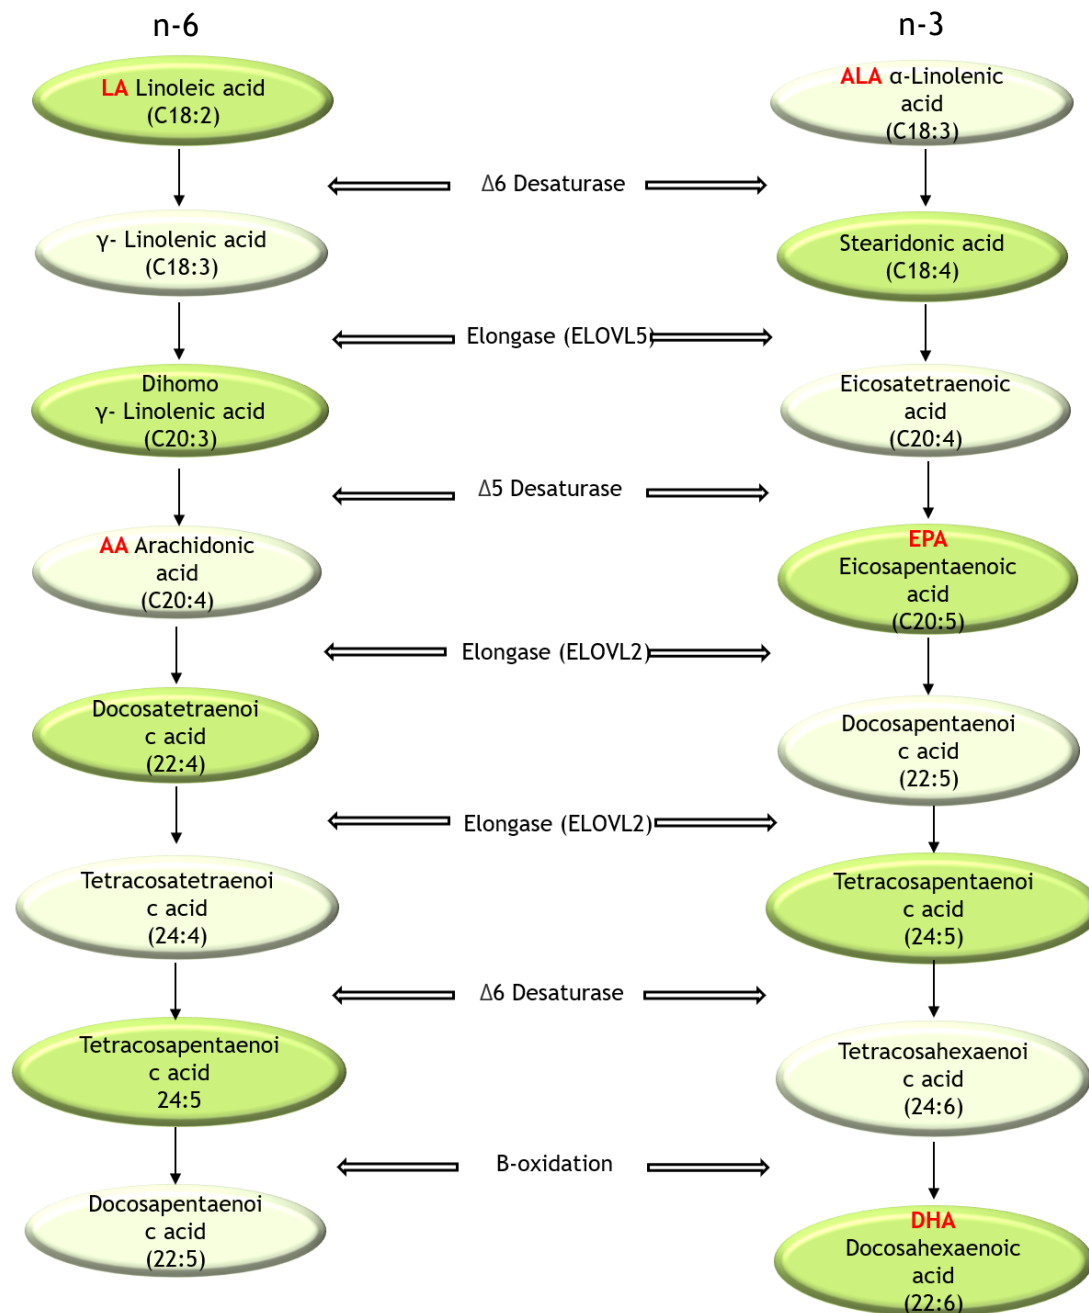 n-6
n-3
LA Linoleic acid
(C18:2)
ALA α-Linolenic
acid
(C18:3)
Δ6 Desaturase
γ- Linolenic acid
(C18:3)
Stearidonic acid
(C18:4)
Elongase (ELOVL5)
Dihomo
γ- Linolenic acid
(C20:3)
Eicosatetraenoic
acid
(C20:4)
Δ5 Desaturase
AA Arachidonic
acid
(C20:4)
EPA
Eicosapentaenoic
acid
(C20:5)
Elongase (ELOVL2)
Docosatetraenoi
c acid
(22:4)
Docosapentaenoi
c acid
(22:5)
Elongase (ELOVL2)
Tetracosatetraenoi
c acid
(24:4)
Tetracosapentaenoi
c acid
(24:5)
Δ6 Desaturase
Tetracosapentaenoi
c acid
24:5
Tetracosahexaenoi
c acid
(24:6)
B-oxidation
Docosapentaenoi
c acid
(22:5)
DHA
Docosahexaenoic
acid
(22:6)